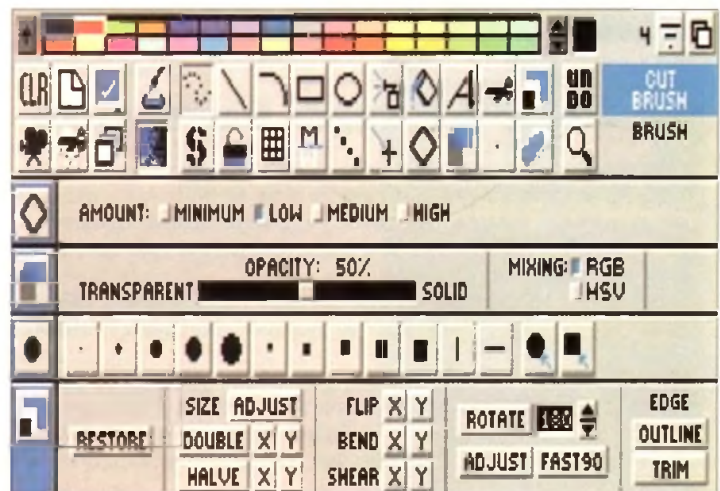 4
CLR A UN DO CUT BRUSH
$ M BRUSH
AMOUNT: MINIMUM LOW MEDIUM HIGH
OPACITY: 50% MIXING: RGB
TRANSPARENT SOLID HSV
SIZE ADJUST FLIP X Y ROTATE 180 EDGE
RESTORE DOUBLE X Y BEND X Y OUTLINE
HALVE X Y SHEAR X Y ADJUST FAST90 TRIM